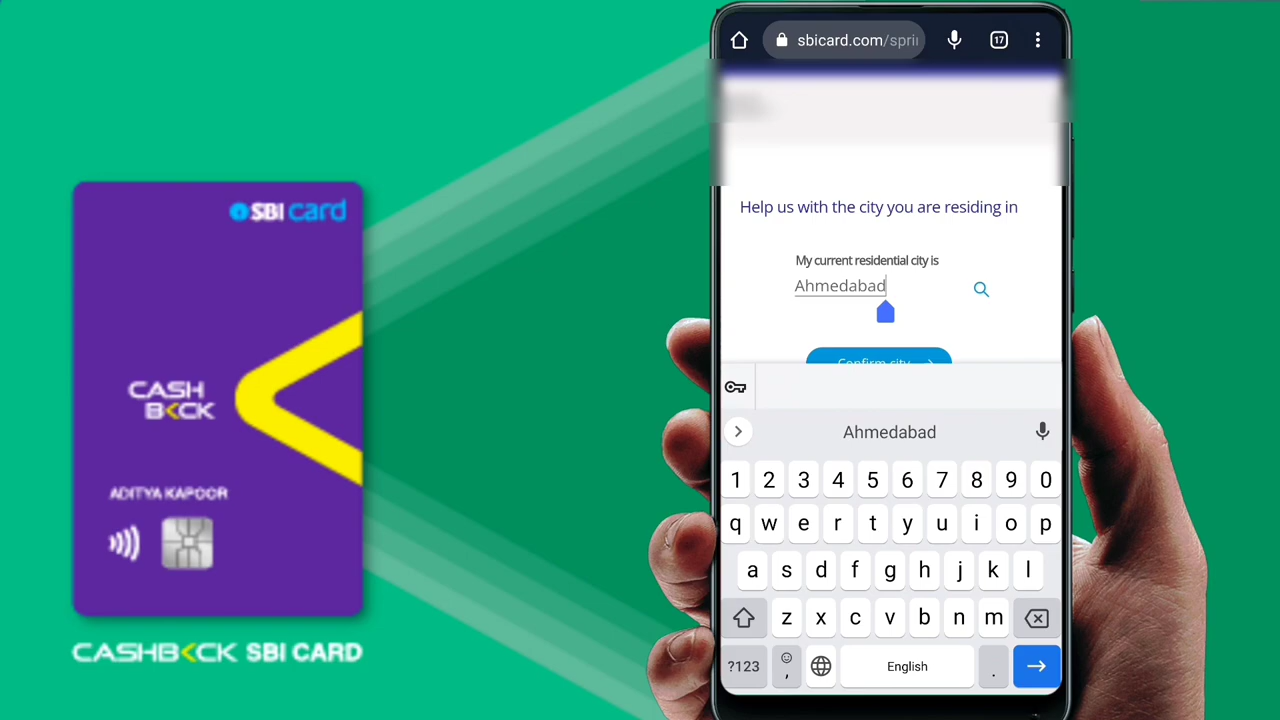 SBI card
CASH
BACK
ADITYA KAPOOR
CASHBACK SBI CARD
sbicard.com/spri
17
Help us with the city you are residing in
My current residential city is
Ahmedabad
Confirm city
Ahmedabad
1 2 3 4 5 6 7 8 9 0
q w e r t y u i o p
a s d f g h j k l
z x c v b n m
?123 , English .